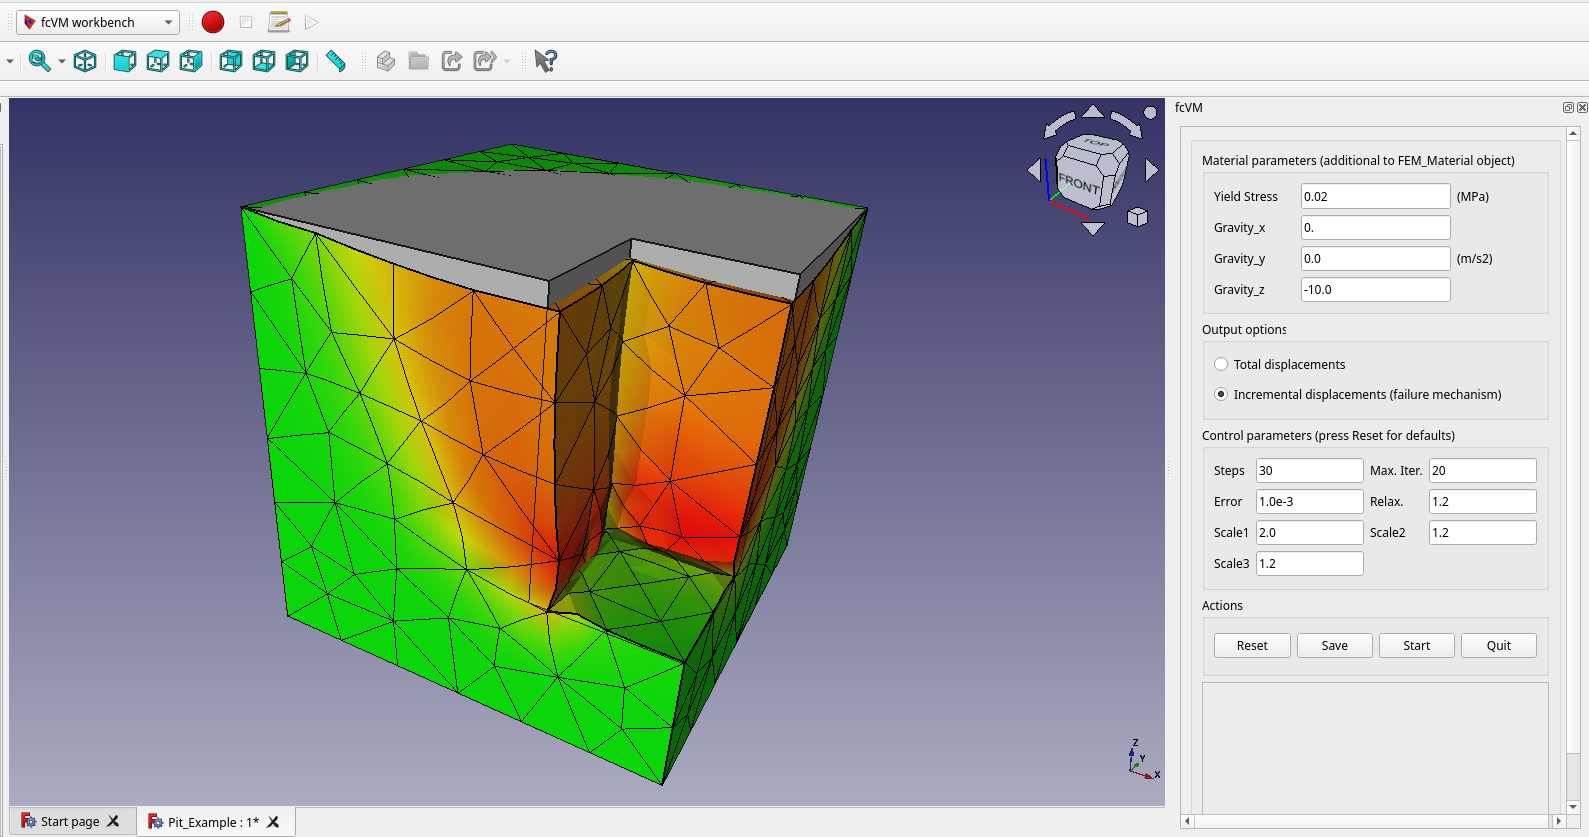 fcVM workbench
fcVM
TOP
FRONT
Material parameters (additional to FEM_Material object)
Yield Stress 0.02 (MPa)
Gravity_x 0.
Gravity_y 0.0 (m/s2)
Gravity_z -10.0
Output options
Total displacements
Incremental displacements (failure mechanism)
Control parameters (press Reset for defaults)
Steps 30 Max. Iter. 20
Error 1.0e-3 Relax. 1.2
Scale1 2.0 Scale2 1.2
Scale3 1.2
Actions
Reset Save Start Quit
Z
Y
X
Start page Pit_Example : 1*